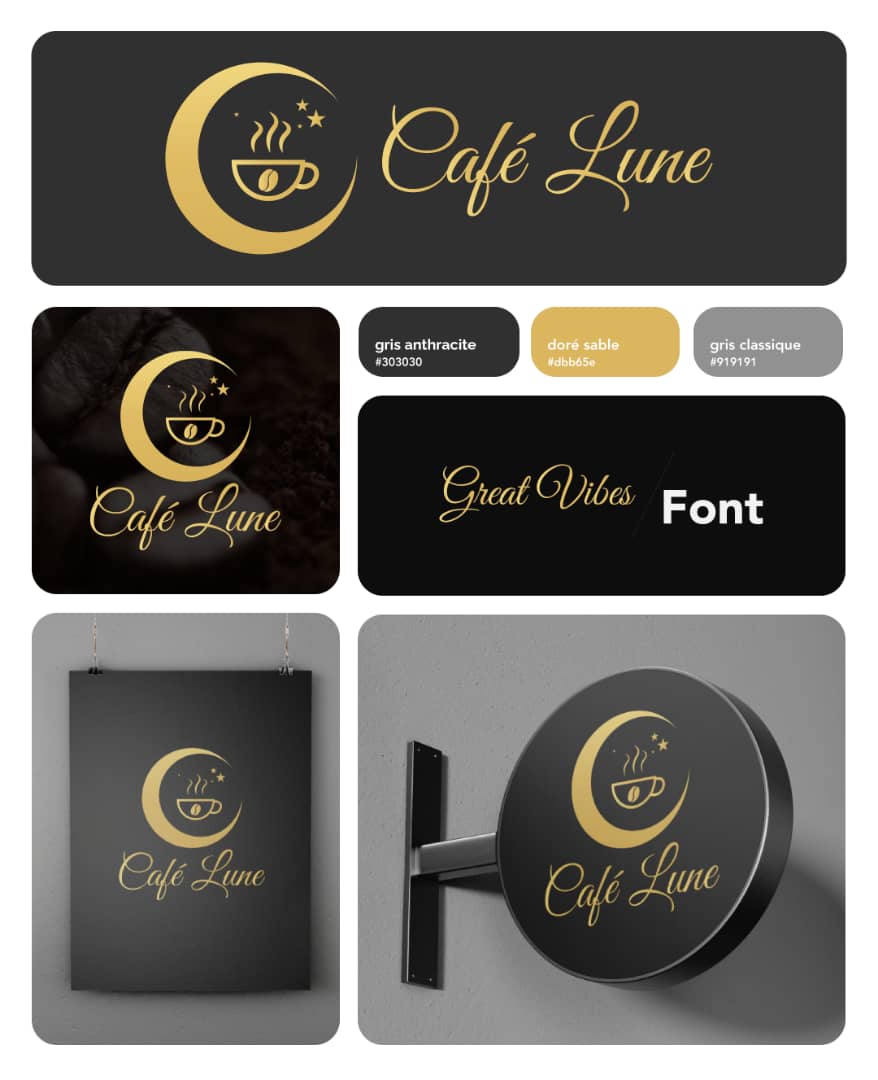 Café Lune
gris anthracite
#303030
doré sable
#dbb65e
gris classique
#919191
Café Lune
Great Vibes
Font
Café Lune
Café Lune